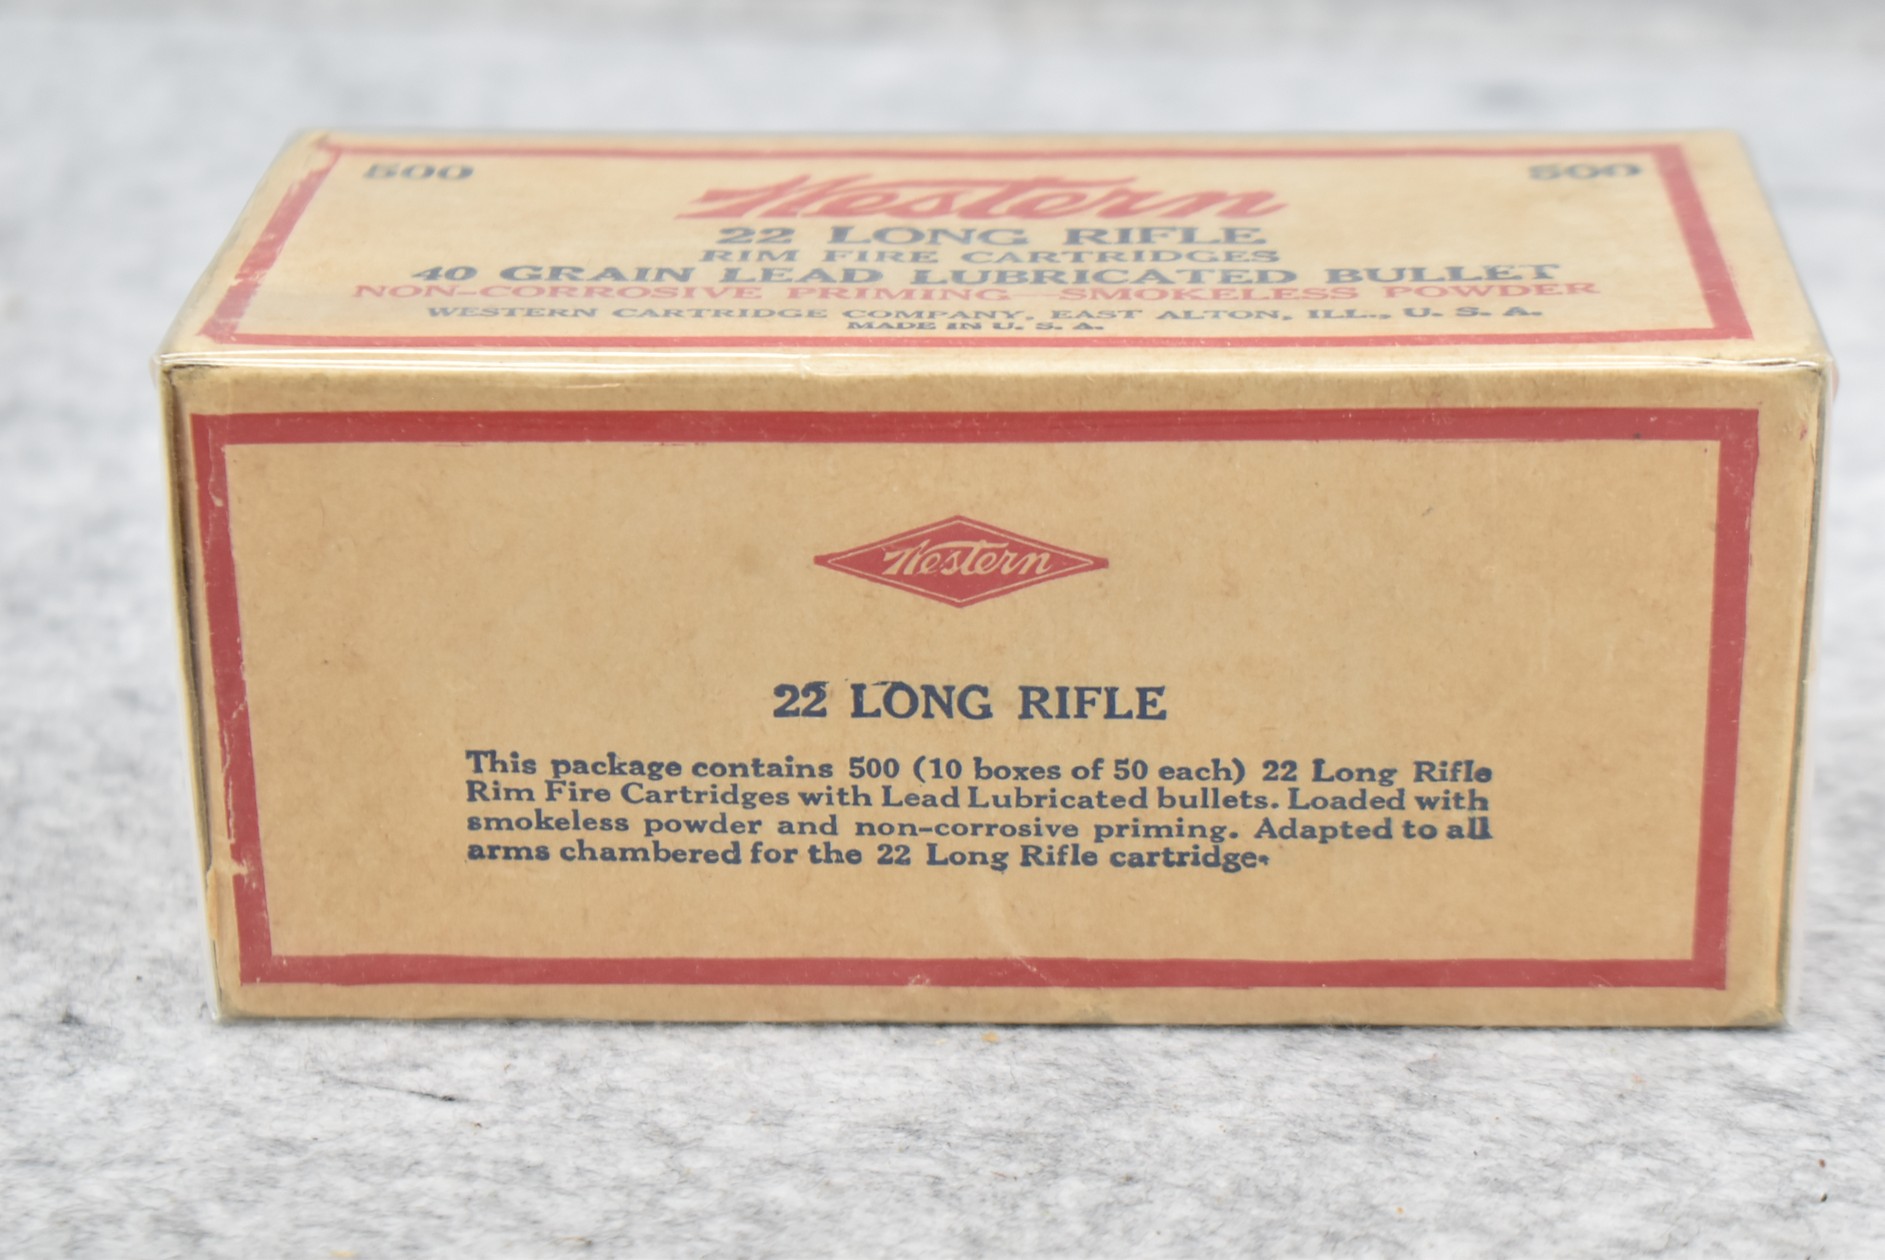 500 500
Western
22 LONG RIFLE
RIM FIRE CARTRIDGES
40 GRAIN LEAD LUBRICATED BULLET
NON-CORROSIVE PRIMING—SMOKELESS POWDER
WESTERN CARTRIDGE COMPANY, EAST ALTON, ILL., U. S. A.
MADE IN U. S. A.
Western
22 LONG RIFLE
This package contains 500 (10 boxes of 50 each) 22 Long Rifle
Rim Fire Cartridges with Lead Lubricated bullets. Loaded with
smokeless powder and non-corrosive priming. Adapted to all
arms chambered for the 22 Long Rifle cartridge.